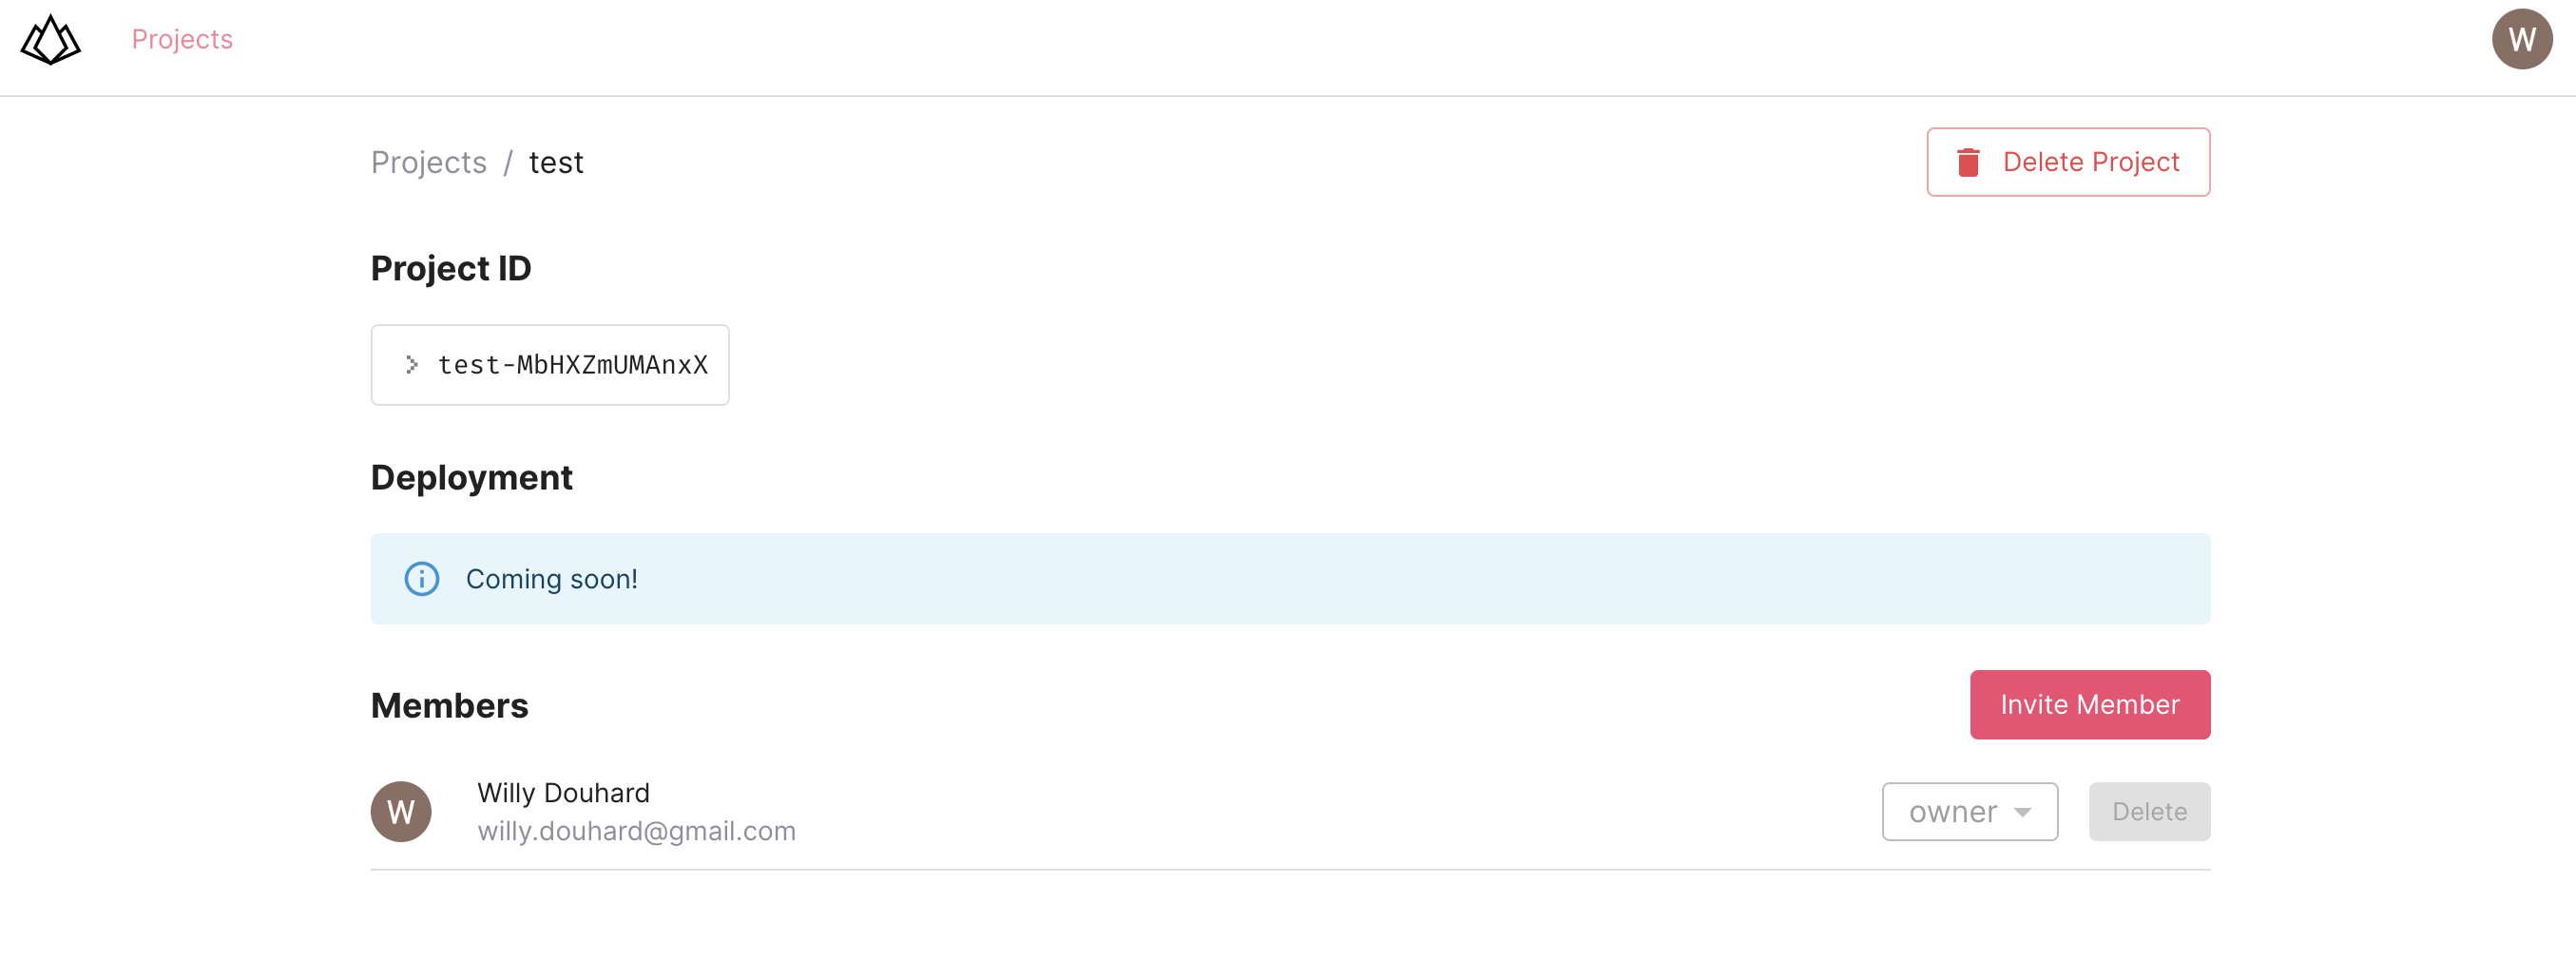 Projects
W
Projects / test
Delete Project
Project ID
> test-MbHXZmUMAnxX
Deployment
Coming soon!
Members
Invite Member
W
Willy Douhard
willy.douhard@gmail.com
owner
Delete